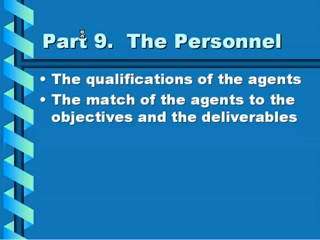 Part 9.  The Personnel
• The qualifications of the agents
• The match of the agents to the
objectives and the deliverables